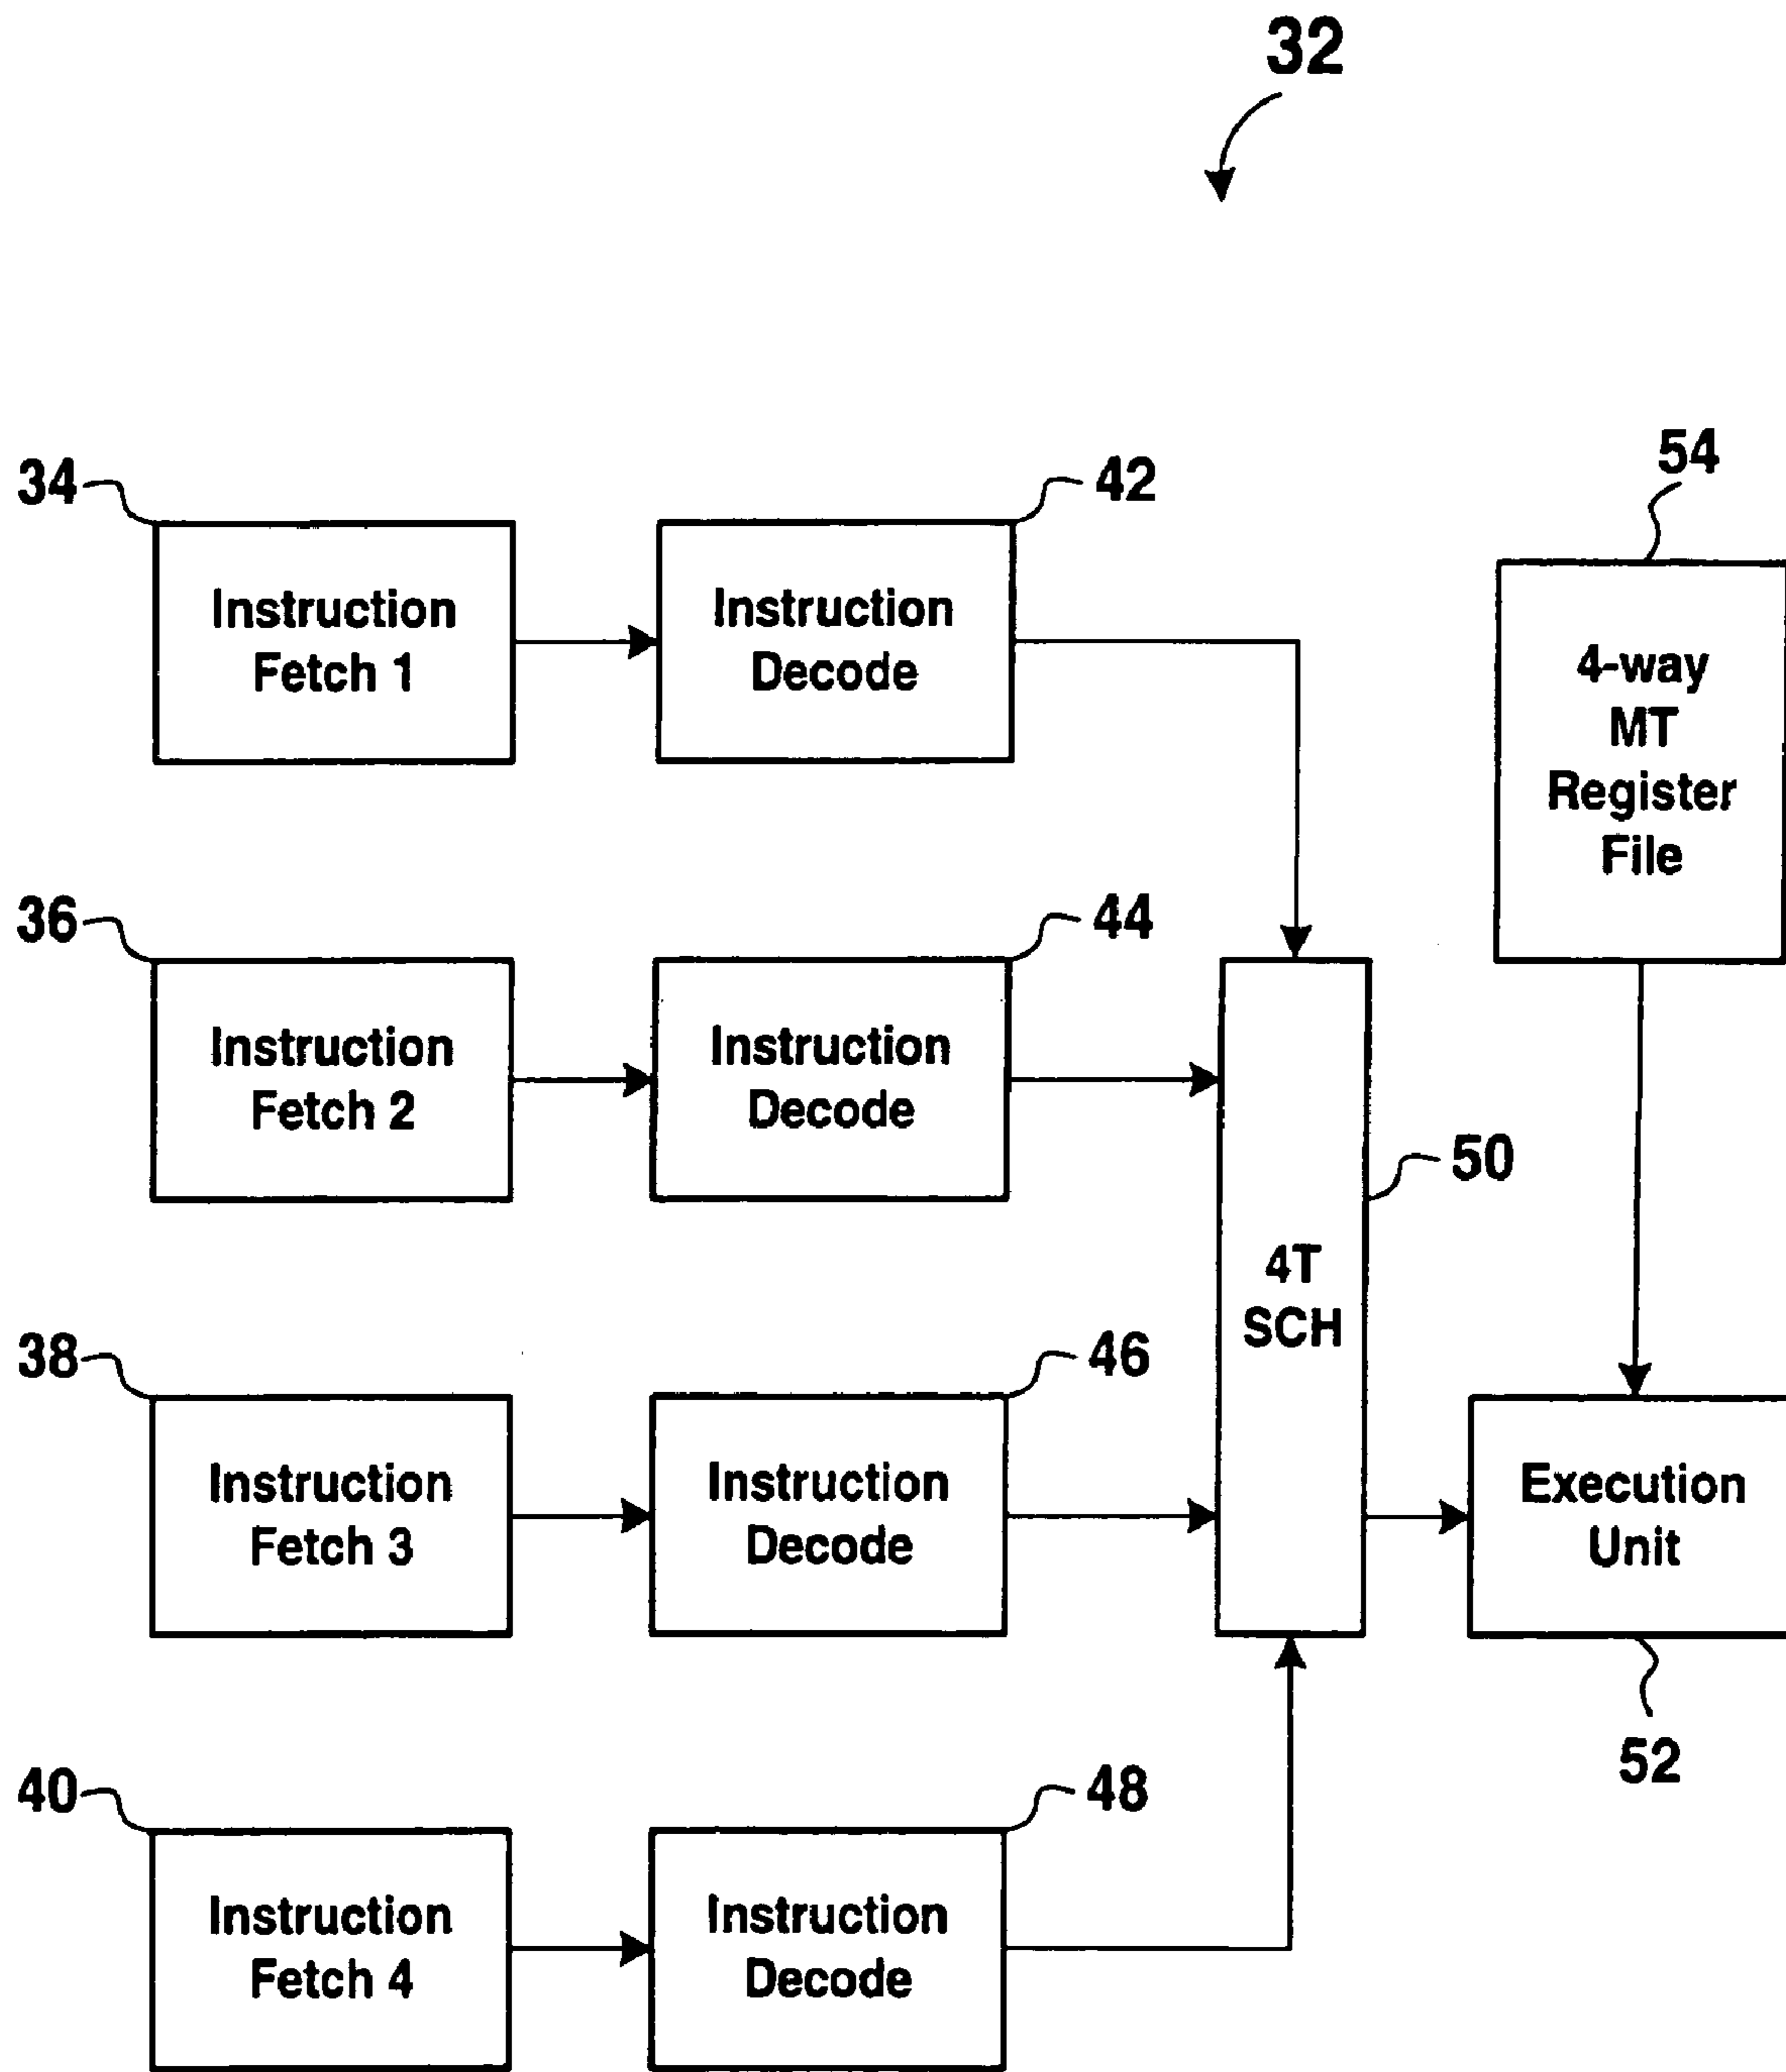 32
34
42
54
Instruction
Fetch 1
Instruction
Decode
4-way
MT
Register
File
36
44
Instruction
Fetch 2
Instruction
Decode
50
4T
SCH
38
46
Instruction
Fetch 3
Instruction
Decode
Execution
Unit
52
40
48
Instruction
Fetch 4
Instruction
Decode